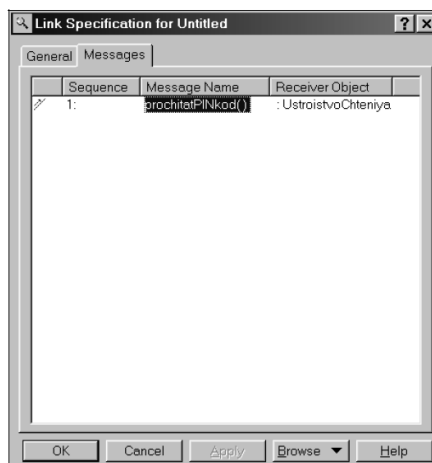 Link Specification for Untitled ? x
General Messages
Sequence Message Name Receiver Object
1: prochitatPINkod() : UstroistvoChteniya
OK Cancel Apply Browse Help